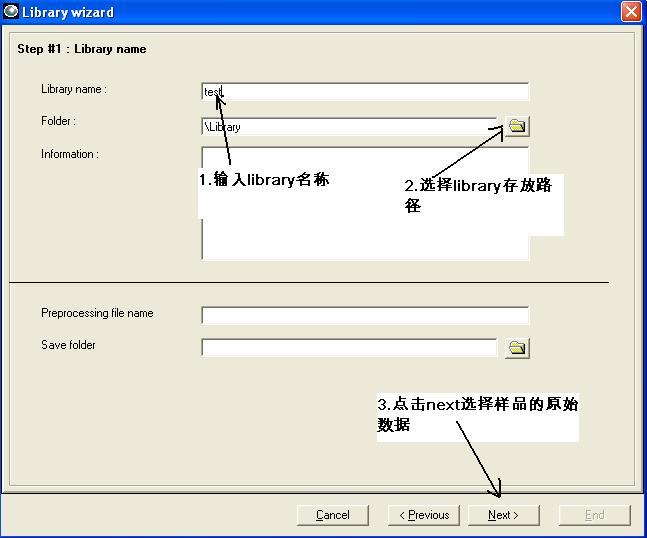 Library wizard
Step #1 : Library name
Library name :
test
Folder :
\Library
Information :
1.输入library名称
2.选择library存放路
径
Preprocessing file name
Save folder
3.点击next选择样品的原始
数据
Cancel
< Previous
Next >
End